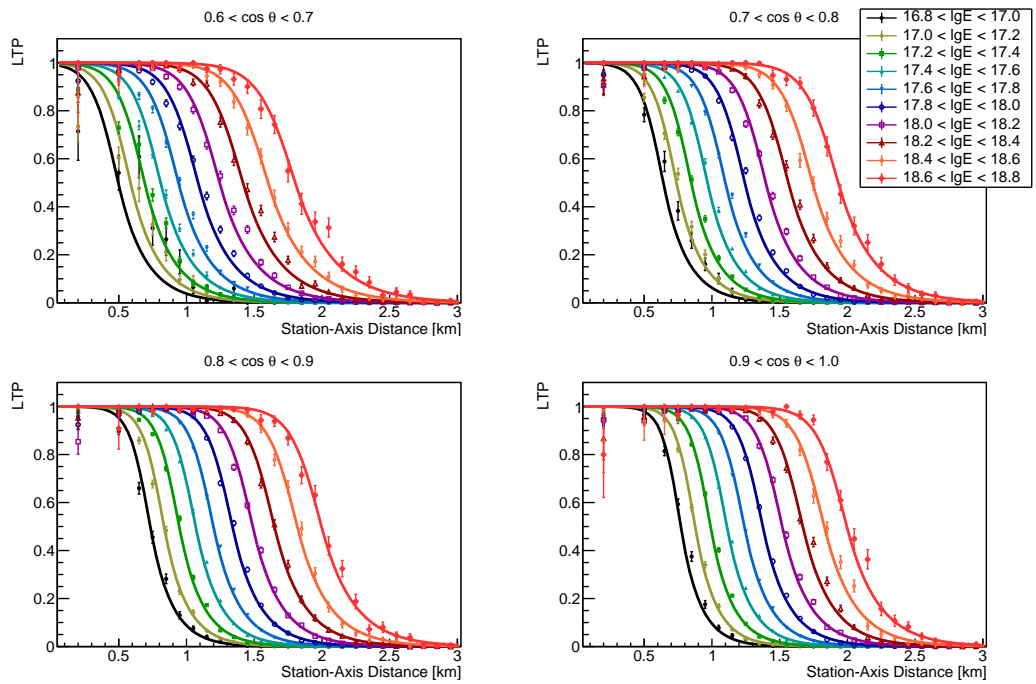 0.6 < cos θ < 0.7
LTP
1
0.8
0.6
0.4
0.2
0
0.5 1 1.5 2 2.5 3
Station-Axis Distance [km]
0.7 < cos θ < 0.8
LTP
1
0.8
0.6
0.4
0.2
0
0.5 1 1.5 2 2.5 3
Station-Axis Distance [km]
16.8 < lgE < 17.0
17.0 < lgE < 17.2
17.2 < lgE < 17.4
17.4 < lgE < 17.6
17.6 < lgE < 17.8
17.8 < lgE < 18.0
18.0 < lgE < 18.2
18.2 < lgE < 18.4
18.4 < lgE < 18.6
18.6 < lgE < 18.8
0.8 < cos θ < 0.9
LTP
1
0.8
0.6
0.4
0.2
0
0.5 1 1.5 2 2.5 3
Station-Axis Distance [km]
0.9 < cos θ < 1.0
LTP
1
0.8
0.6
0.4
0.2
0
0.5 1 1.5 2 2.5 3
Station-Axis Distance [km]